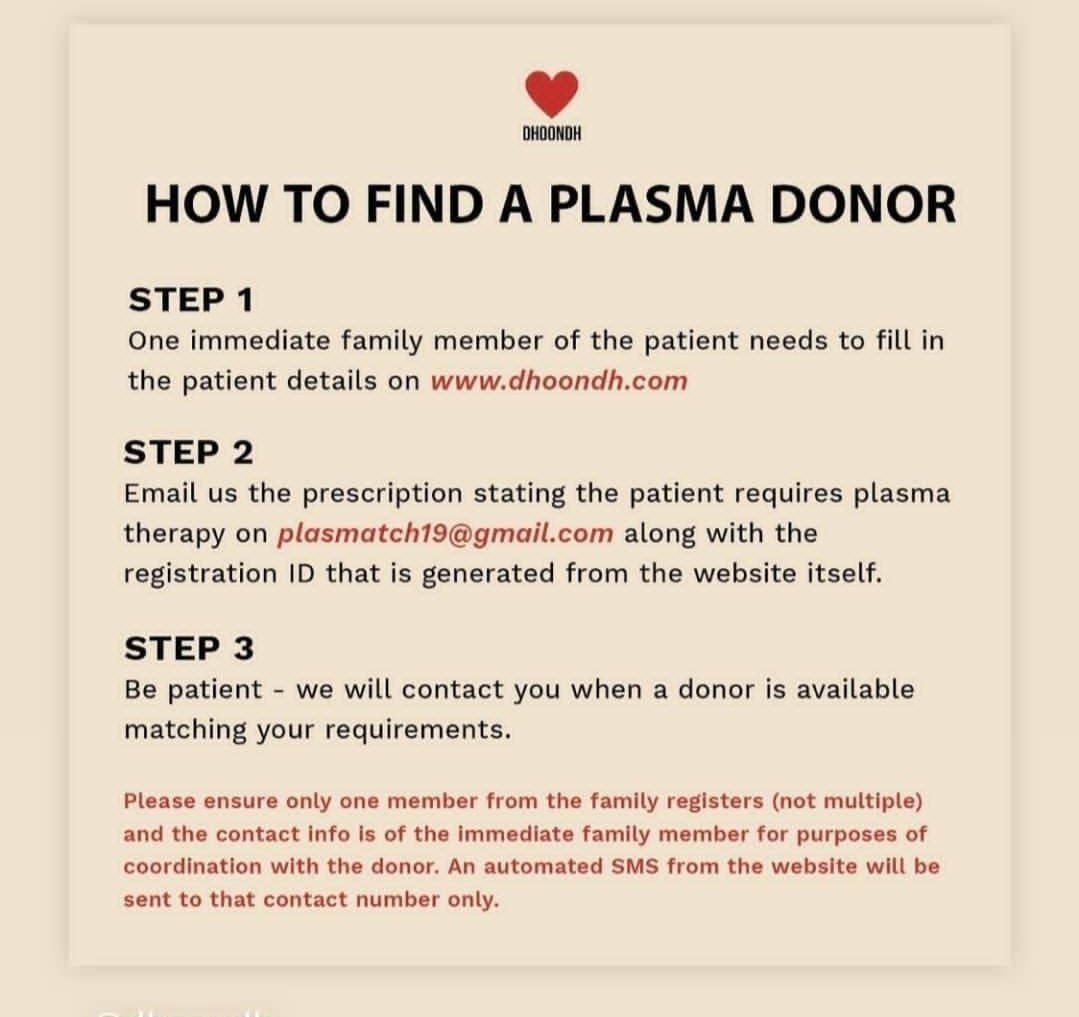 DHOONDH
HOW TO FIND A PLASMA DONOR
STEP 1
One immediate family member of the patient needs to fill in
the patient details on www.dhoondh.com
STEP 2
Email us the prescription stating the patient requires plasma
therapy on plasmatch19@gmail.com along with the
registration ID that is generated from the website itself.
STEP 3
Be patient - we will contact you when a donor is available
matching your requirements.
Please ensure only one member from the family registers (not multiple)
and the contact info is of the immediate family member for purposes of
coordination with the donor. An automated SMS from the website will be
sent to that contact number only.